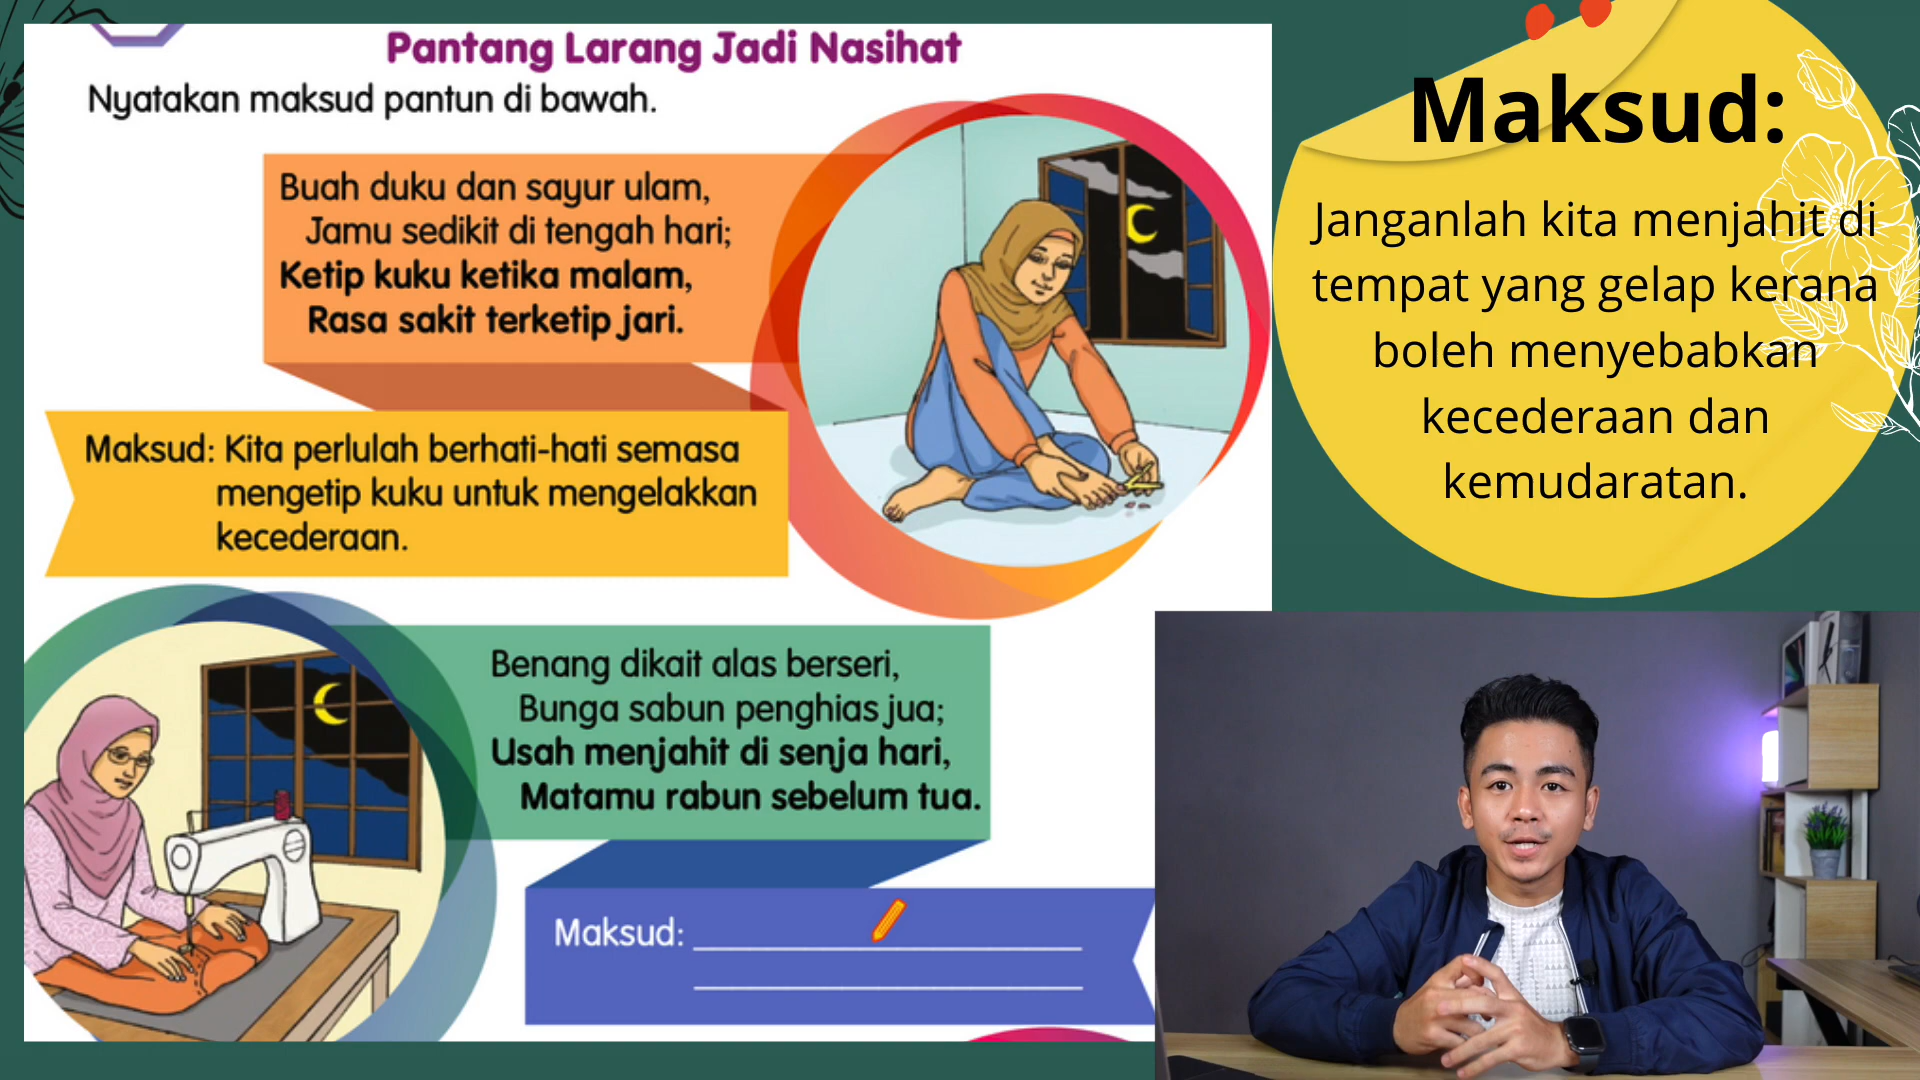 Pantang Larang Jadi Nasihat
Nyatakan maksud pantun di bawah.
Buah duku dan sayur ulam,
Jamu sedikit di tengah hari;
Ketip kuku ketika malam,
Rasa sakit terketip jari.
Maksud: Kita perlulah berhati-hati semasa
mengetip kuku untuk mengelakkan
kecederaan.
Benang dikait alas berseri,
Bunga sabun penghias jua;
Usah menjahit di senja hari,
Matamu rabun sebelum tua.
Maksud:
Maksud:
Janganlah kita menjahit di
tempat yang gelap kerana
boleh menyebabkan
kecederaan dan
kemudaratan.